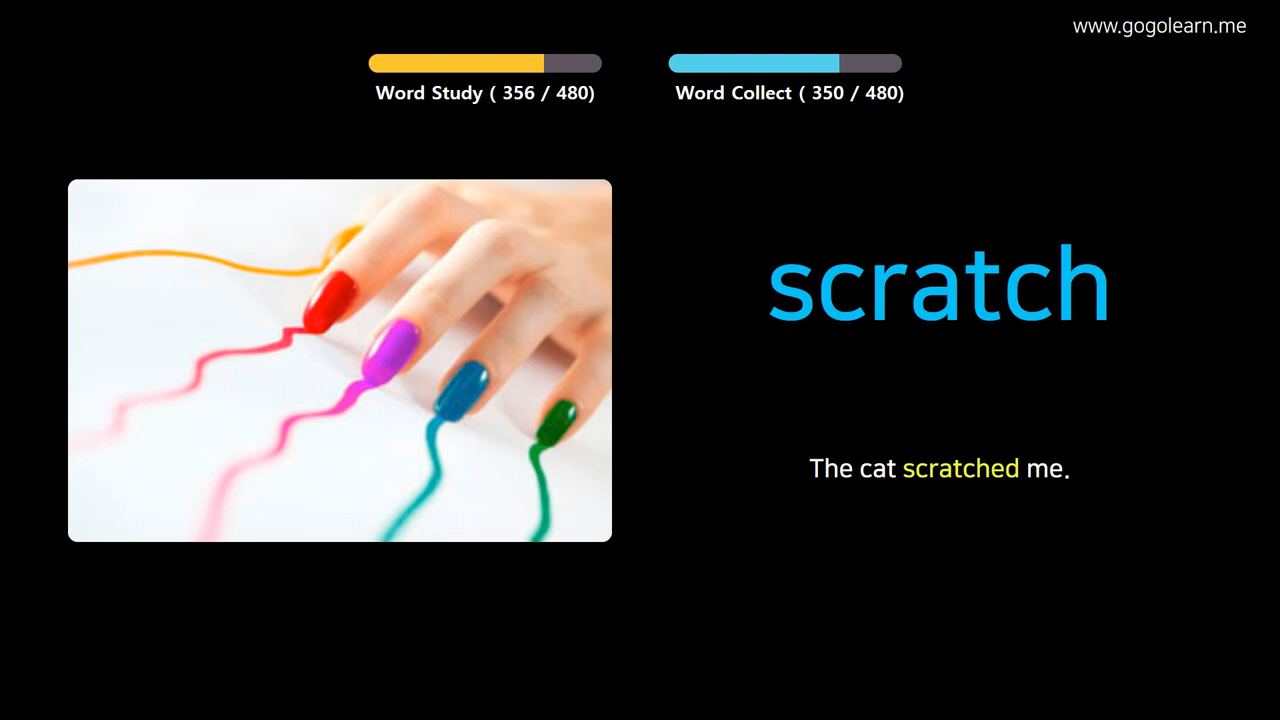 www.gogolearn.me
Word Study ( 356 / 480)
Word Collect ( 350 / 480)
scratch
The cat scratched me.